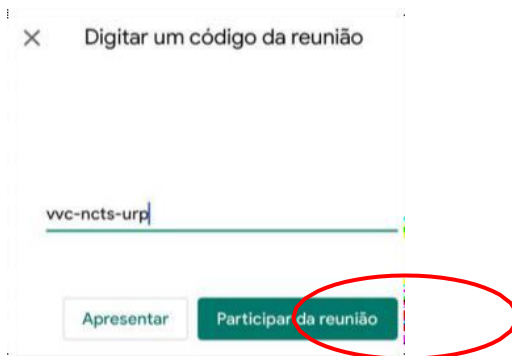 Digitar um código da reunião
vvc-ncts-urp
Apresentar
Participar da reunião